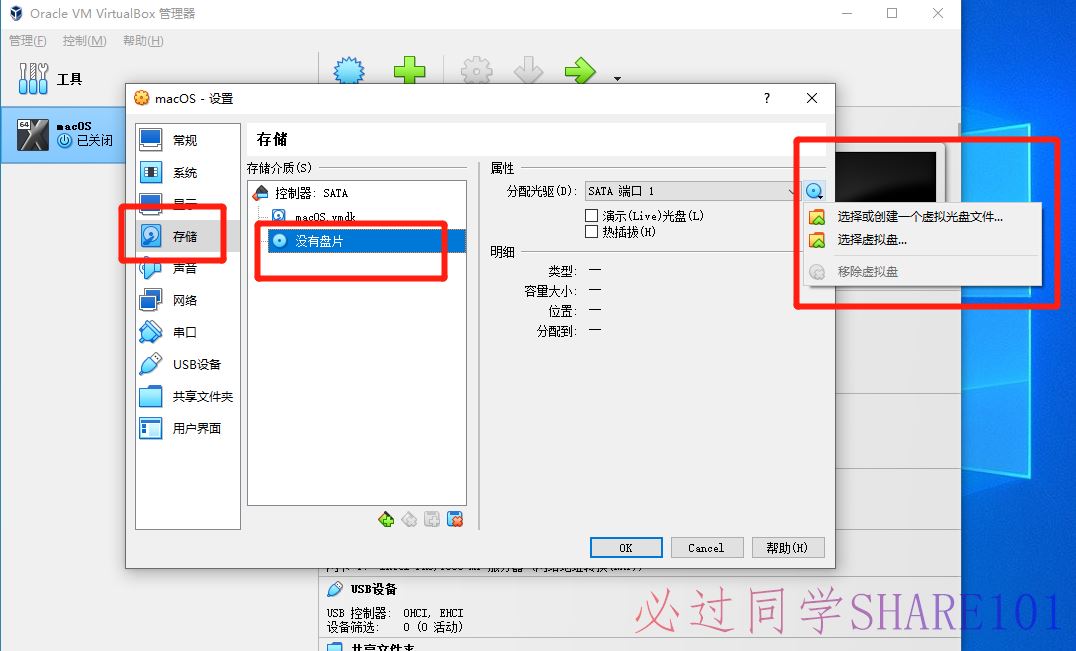 Oracle VM VirtualBox 管理器
管理(F) 控制(M) 帮助(H)
工具
64
macOS
已关闭
macOS - 设置 ?
常规
系统
显示
存储
声音
网络
串口
USB设备
共享文件夹
用户界面
存储
存储介质(S)
控制器: SATA
macOS.vmdk
没有盘片
属性
分配光驱(D): SATA 端口 1
演示(Live)光盘(L)
热插拔(H)
明细
类型: —
容量大小: —
位置: —
分配到: —
选择或创建一个虚拟光盘文件...
选择虚拟盘...
移除虚拟盘
OK Cancel 帮助(H)
USB设备
USB 控制器: OHCI, EHCI
设备筛选: 0 (0 活动)
共享文件夹
必过同学SHARE101